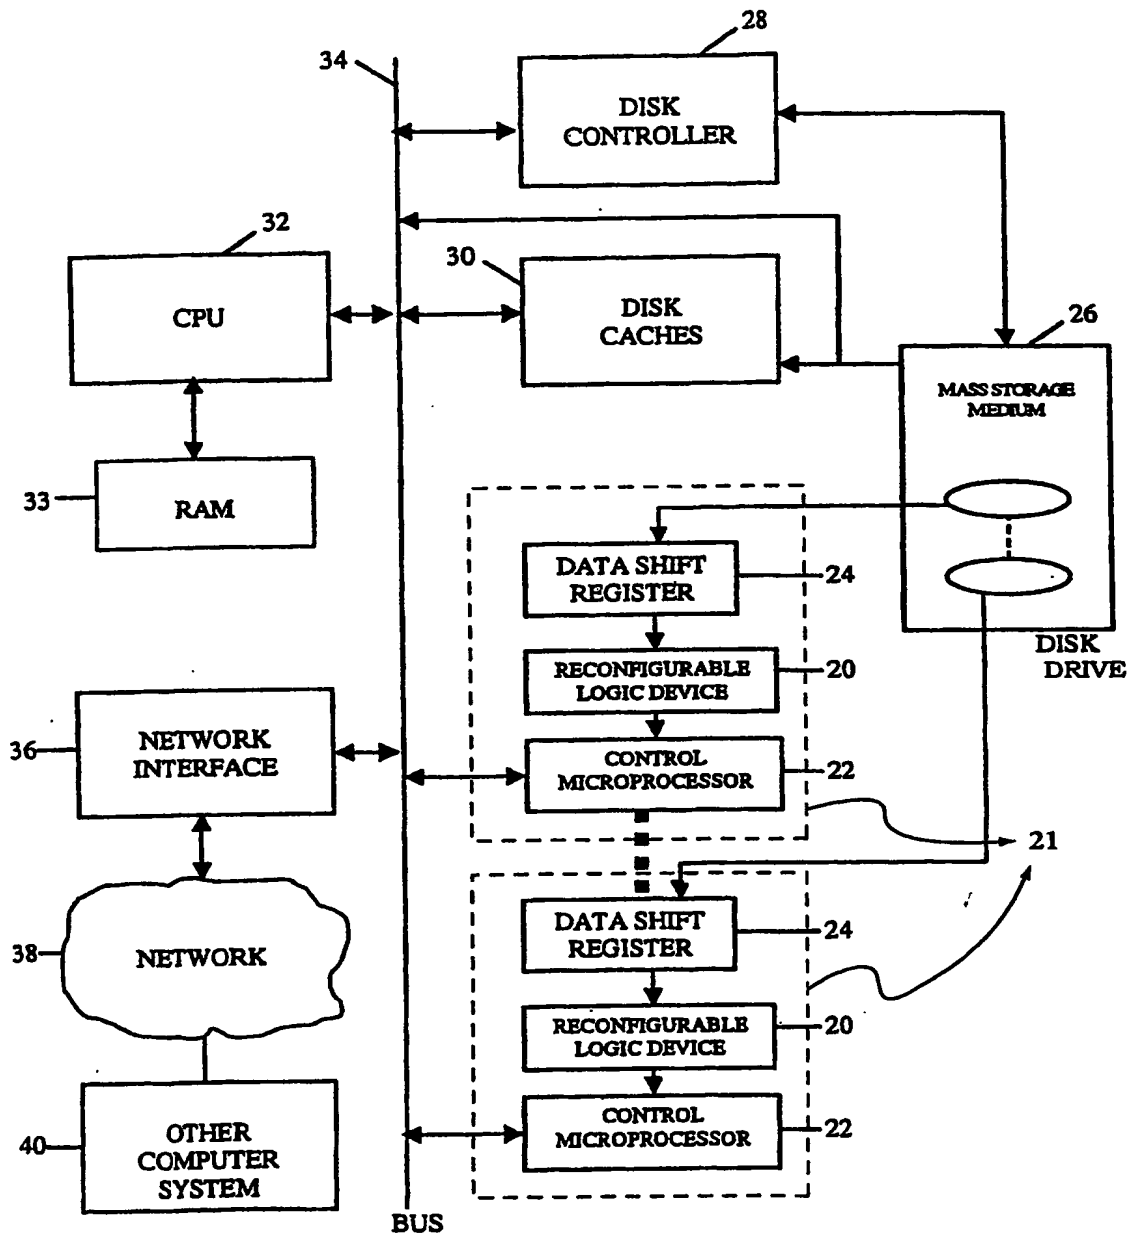 28
34
DISK
CONTROLLER
32
30
CPU
DISK
CACHES
26
MASS STORAGE
MEDIUM
33
RAM
DATA SHIFT
REGISTER
24
DISK
DRIVE
RECONFIGURABLE
LOGIC DEVICE
20
36
NETWORK
INTERFACE
CONTROL
MICROPROCESSOR
22
21
DATA SHIFT
REGISTER
24
38
NETWORK
RECONFIGURABLE
LOGIC DEVICE
20
40
OTHER
COMPUTER
SYSTEM
CONTROL
MICROPROCESSOR
22
BUS